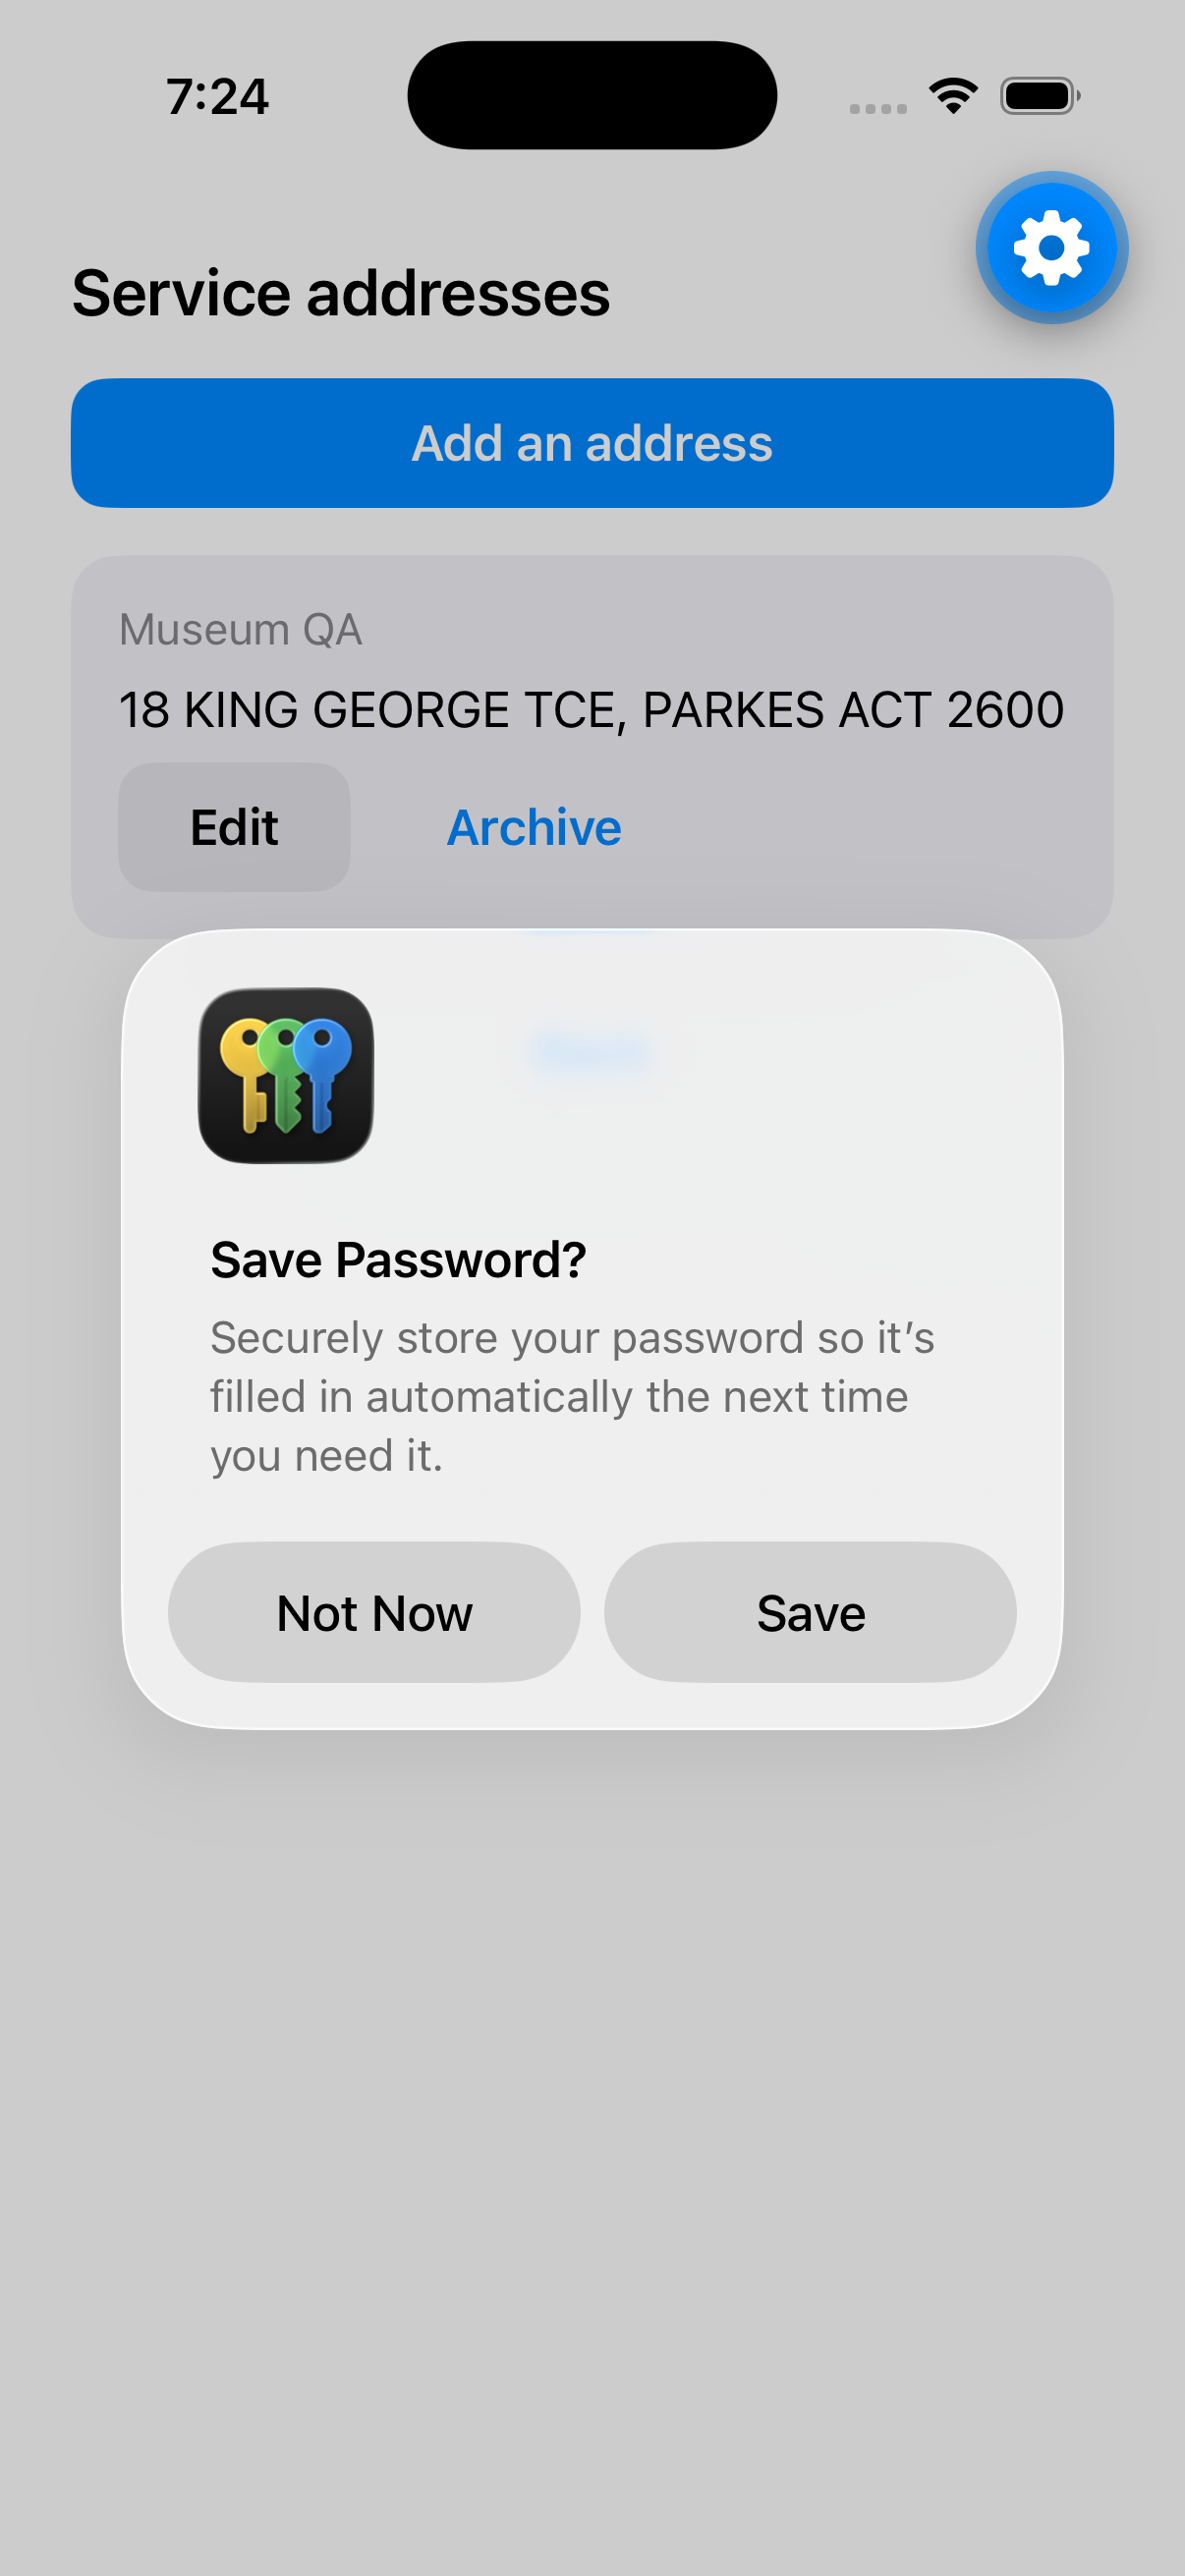 7:24
Service addresses
Add an address
Museum QA
18 KING GEORGE TCE, PARKES ACT 2600
Edit
Archive
Save Password?
Securely store your password so it’s
filled in automatically the next time
you need it.
Not Now
Save